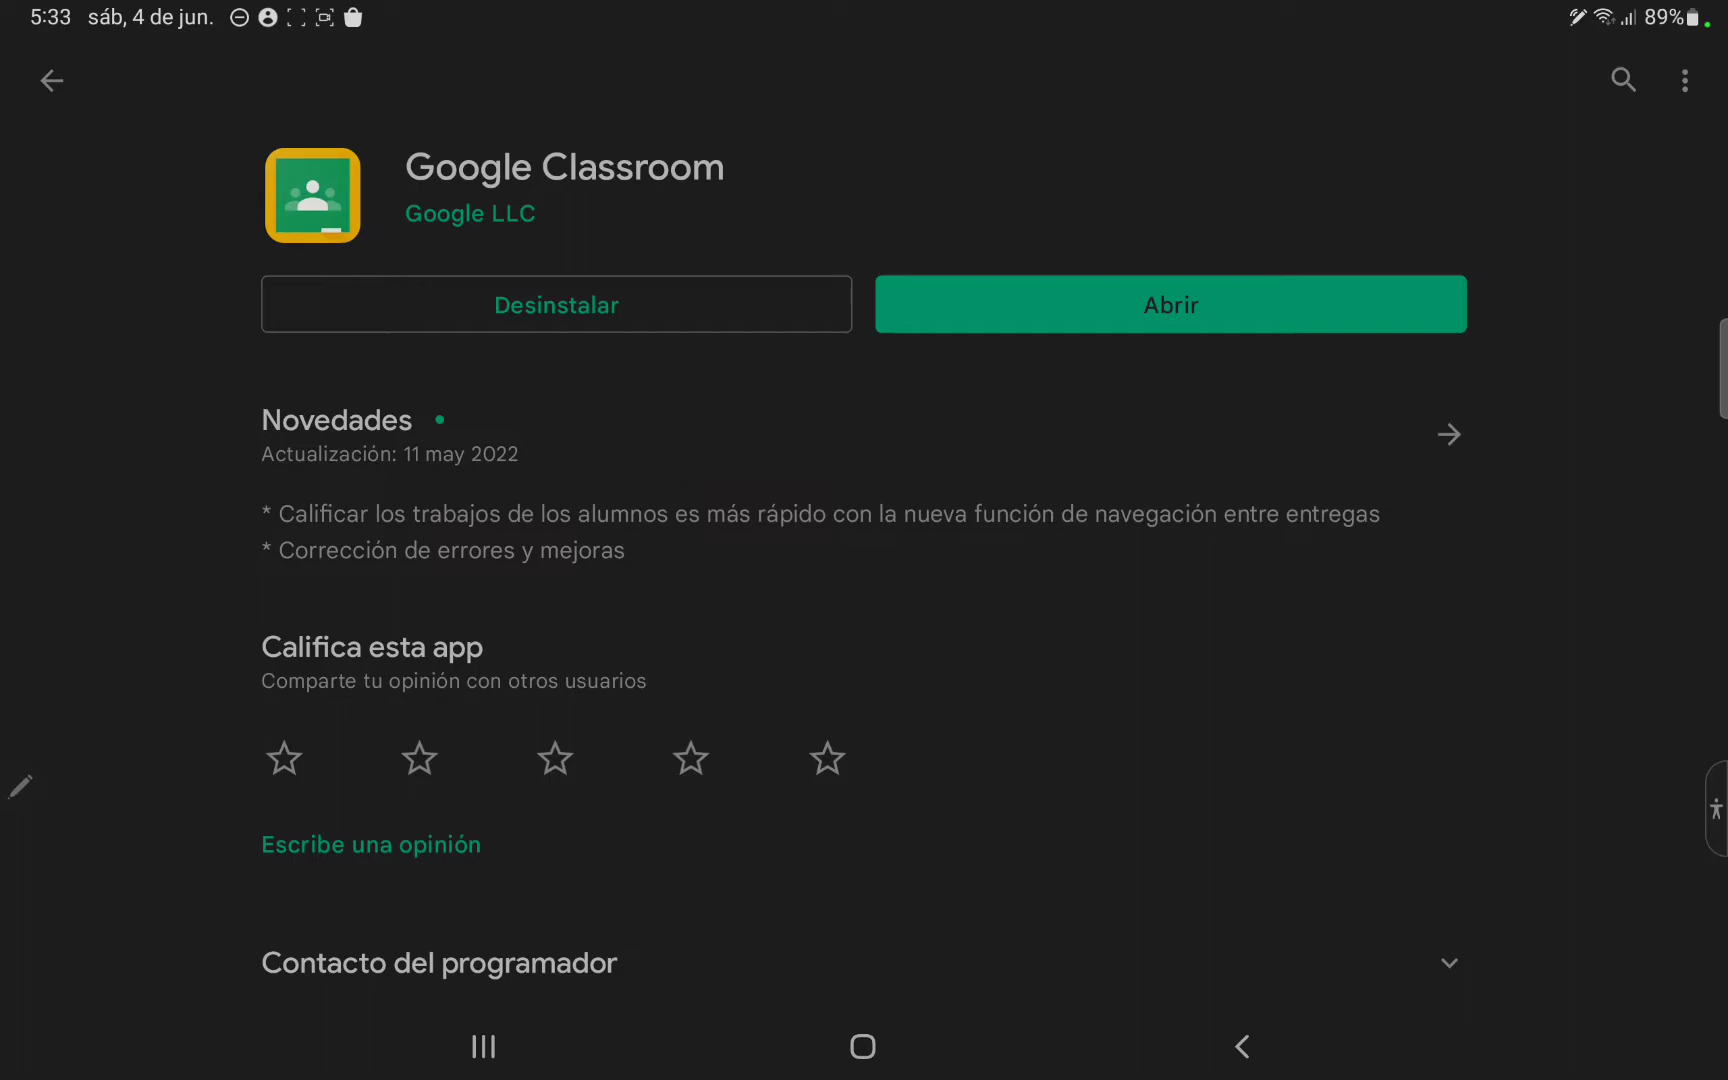 5:33 sáb, 4 de jun. 89%
Google Classroom
Google LLC
Desinstalar
Abrir
Novedades
Actualización: 11 may 2022
* Calificar los trabajos de los alumnos es más rápido con la nueva función de navegación entre entregas
* Corrección de errores y mejoras
Califica esta app
Comparte tu opinión con otros usuarios
Escribe una opinión
Contacto del programador